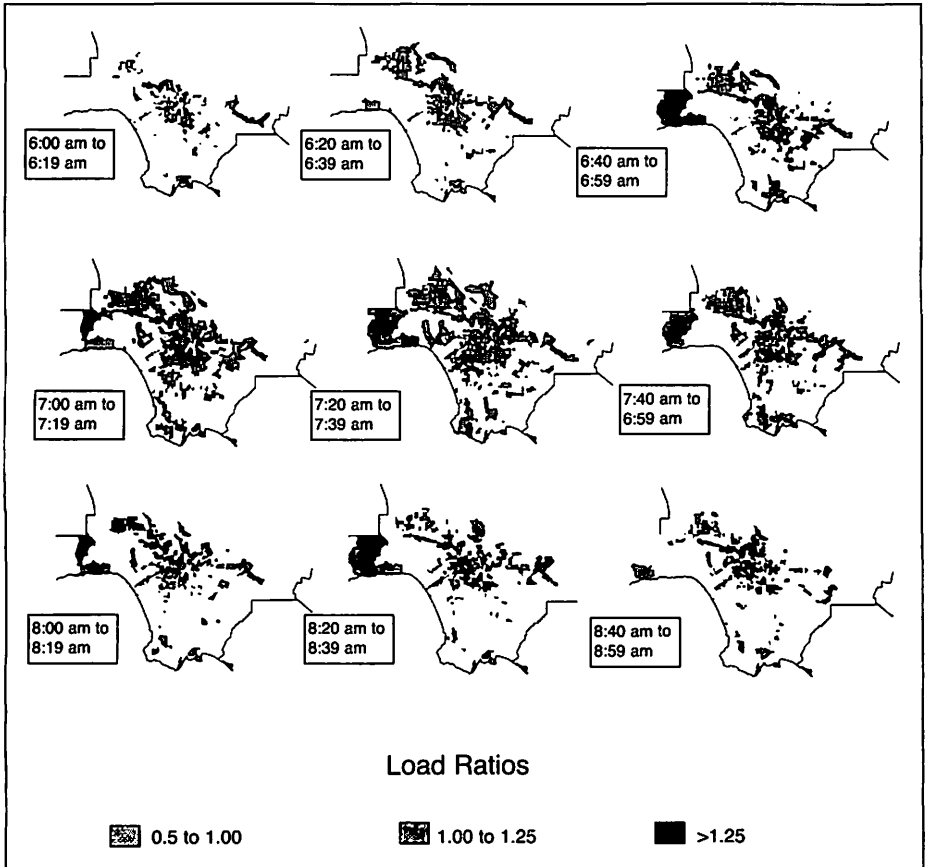 6:00 am to
6:19 am
6:20 am to
6:39 am
6:40 am to
6:59 am
7:00 am to
7:19 am
7:20 am to
7:39 am
7:40 am to
6:59 am
8:00 am to
8:19 am
8:20 am to
8:39 am
8:40 am to
8:59 am
Load Ratios
0.5 to 1.00
1.00 to 1.25
>1.25